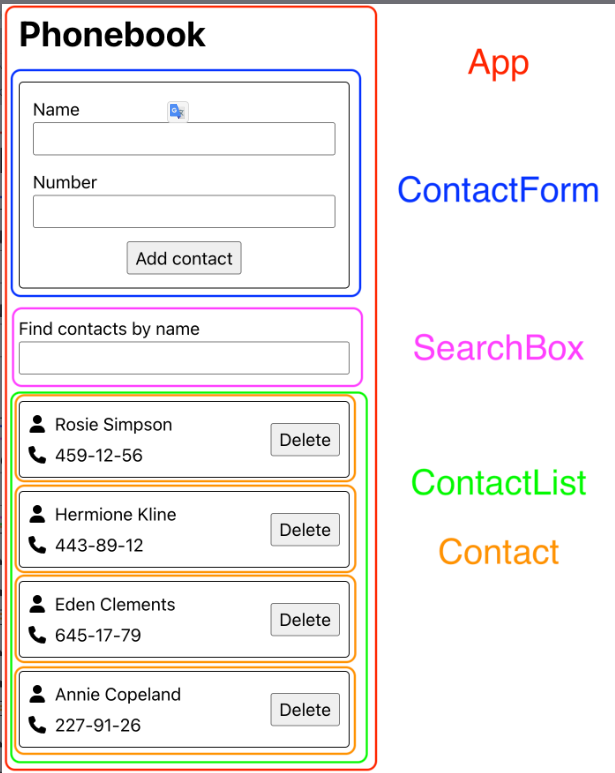 Phonebook
App
Name
Number
ContactForm
Add contact
Find contacts by name
SearchBox
Rosie Simpson
459-12-56
Delete
Hermione Kline
443-89-12
Delete
Eden Clements
645-17-79
Delete
Annie Copeland
227-91-26
Delete
ContactList
Contact